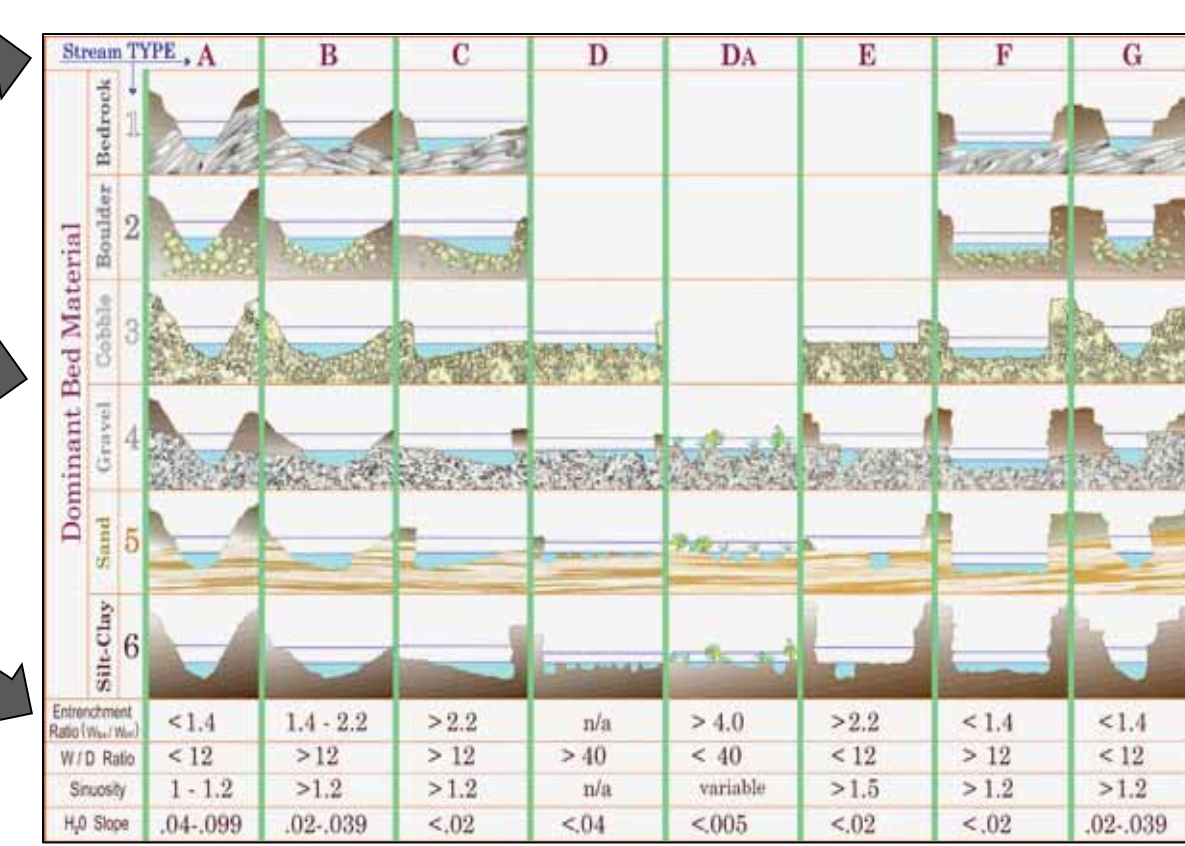 Stream TYPE A B C D DA E F G
Dominant Bed Material
Bedrock 1
Boulder 2
Cobble 3
Gravel 4
Sand 5
Silt-Clay 6
Entrenchment
Ratio <1.4 1.4 - 2.2 >2.2 n/a > 4.0 >2.2 < 1.4 <1.4
W / D Ratio < 12 >12 > 12 > 40 < 40 < 12 > 12 < 12
Sinuosity 1 - 1.2 >1.2 >1.2 n/a variable >1.5 > 1.2 >1.2
H₂0 Slope .04-.099 .02-.039 <.02 <.04 <.005 <.02 <.02 .02-.039